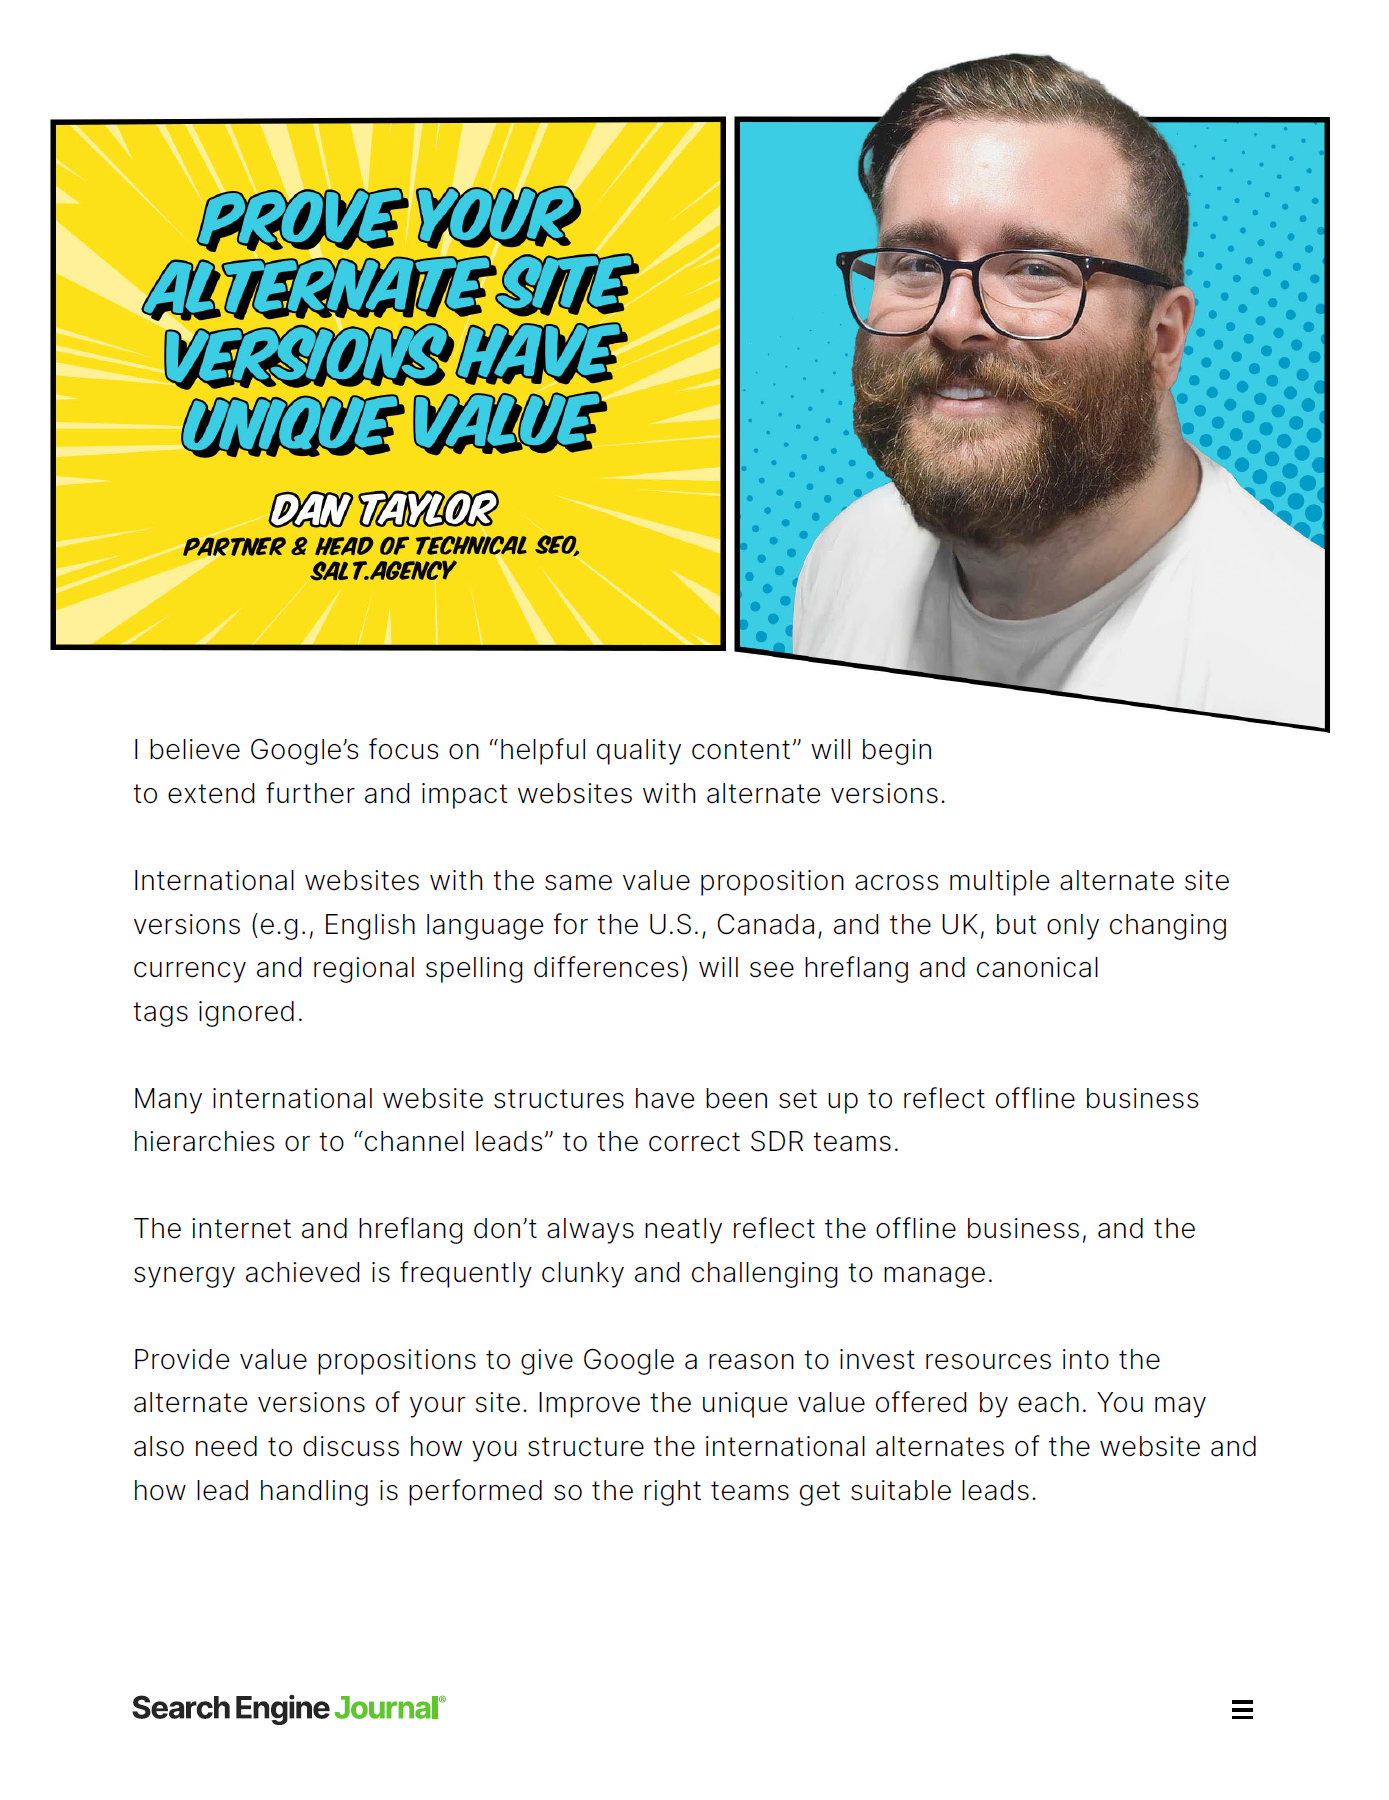 PROVE YOUR
ALTERNATE SITE
VERSIONS HAVE
UNIQUE VALUE
DAN TAYLOR
PARTNER & HEAD OF TECHNICAL SEO,
SALT.AGENCY
I believe Google’s focus on “helpful quality content” will begin
to extend further and impact websites with alternate versions.
International websites with the same value proposition across multiple alternate site
versions (e.g., English language for the U.S., Canada, and the UK, but only changing
currency and regional spelling differences) will see hreflang and canonical
tags ignored.
Many international website structures have been set up to reflect offline business
hierarchies or to “channel leads” to the correct SDR teams.
The internet and hreflang don’t always neatly reflect the offline business, and the
synergy achieved is frequently clunky and challenging to manage.
Provide value propositions to give Google a reason to invest resources into the
alternate versions of your site. Improve the unique value offered by each. You may
also need to discuss how you structure the international alternates of the website and
how lead handling is performed so the right teams get suitable leads.
Search Engine Journal®